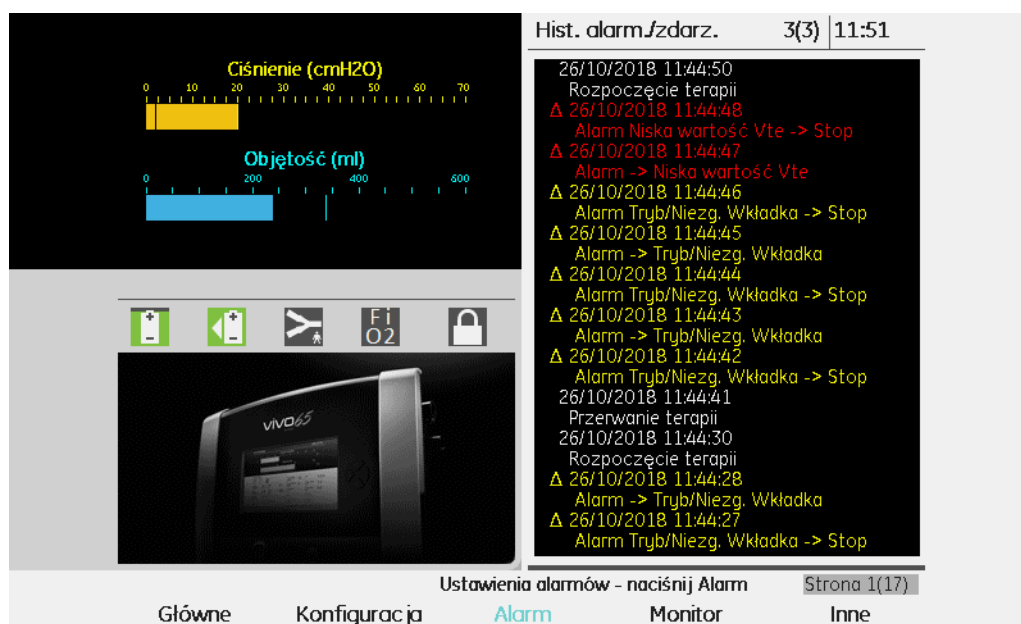 Hist. alarm./zdarz. 3(3) 11:51
Ciśnienie (cmH2O)
0 10 20 30 40 50 60 70
Objętość (ml)
0 200 400 600
26/10/2018 11:44:50
Rozpoczęcie terapii
Δ 26/10/2018 11:44:48
Alarm Niska wartość Vte -> Stop
Δ 26/10/2018 11:44:47
Alarm -> Niska wartość Vte
Δ 26/10/2018 11:44:46
Alarm Tryb/Niezg. Wkładka -> Stop
Δ 26/10/2018 11:44:45
Alarm -> Tryb/Niezg. Wkładka
Δ 26/10/2018 11:44:44
Alarm Tryb/Niezg. Wkładka -> Stop
Δ 26/10/2018 11:44:43
Alarm -> Tryb/Niezg. Wkładka
Δ 26/10/2018 11:44:42
Alarm Tryb/Niezg. Wkładka -> Stop
26/10/2018 11:44:41
Przerwanie terapii
26/10/2018 11:44:30
Rozpoczęcie terapii
Δ 26/10/2018 11:44:28
Alarm -> Tryb/Niezg. Wkładka
Δ 26/10/2018 11:44:27
Alarm Tryb/Niezg. Wkładka -> Stop
Fi
O2
vivo65
Ustawienia alarmów - naciśnij Alarm Strona 1(17)
Główne Konfiguracja Alarm Monitor Inne